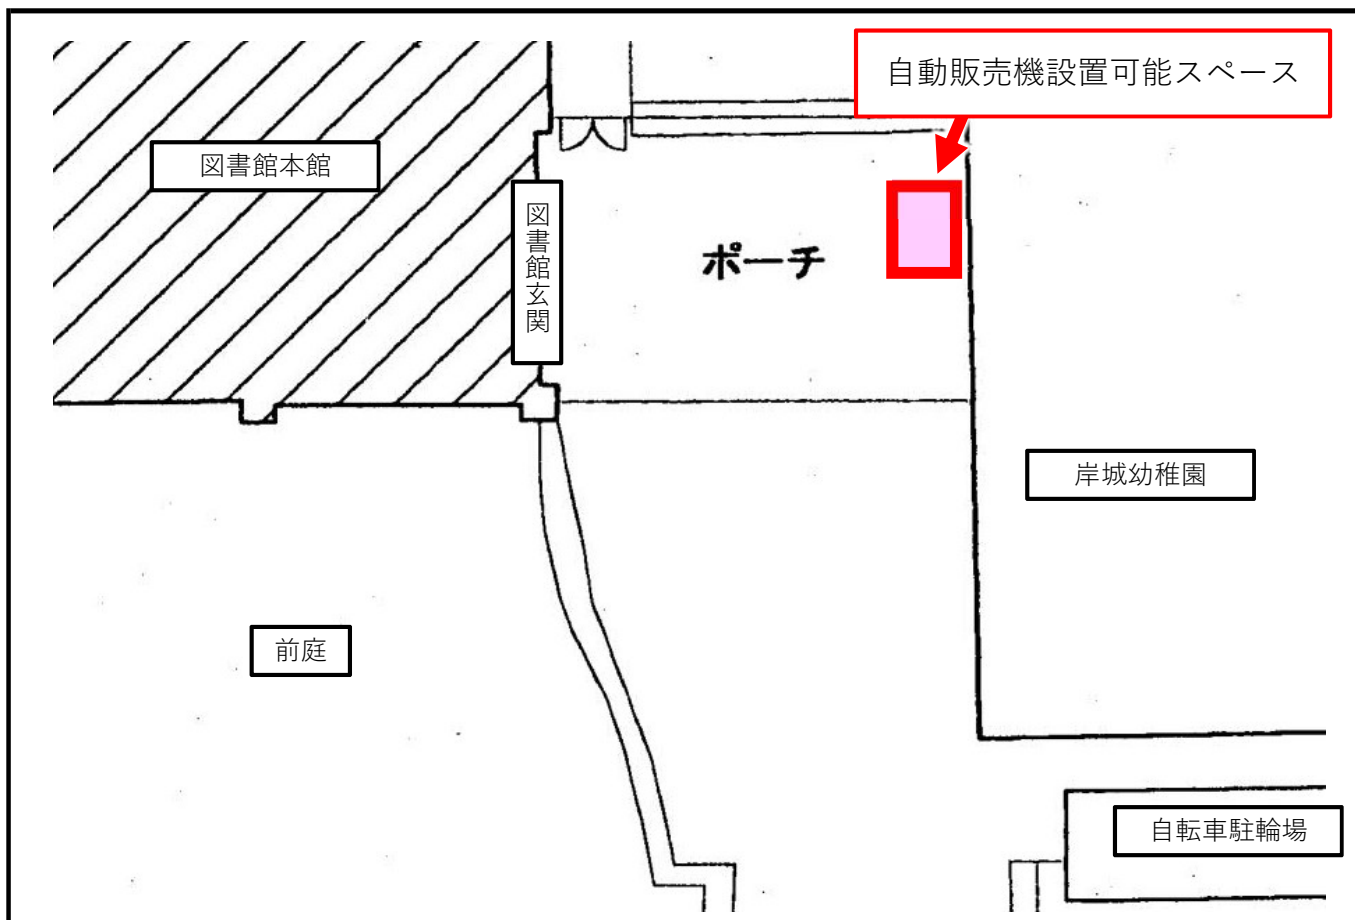 自動販売機設置可能スペース
図書館本館
図書館玄関
ポーチ
岸城幼稚園
前庭
自転車駐輪場